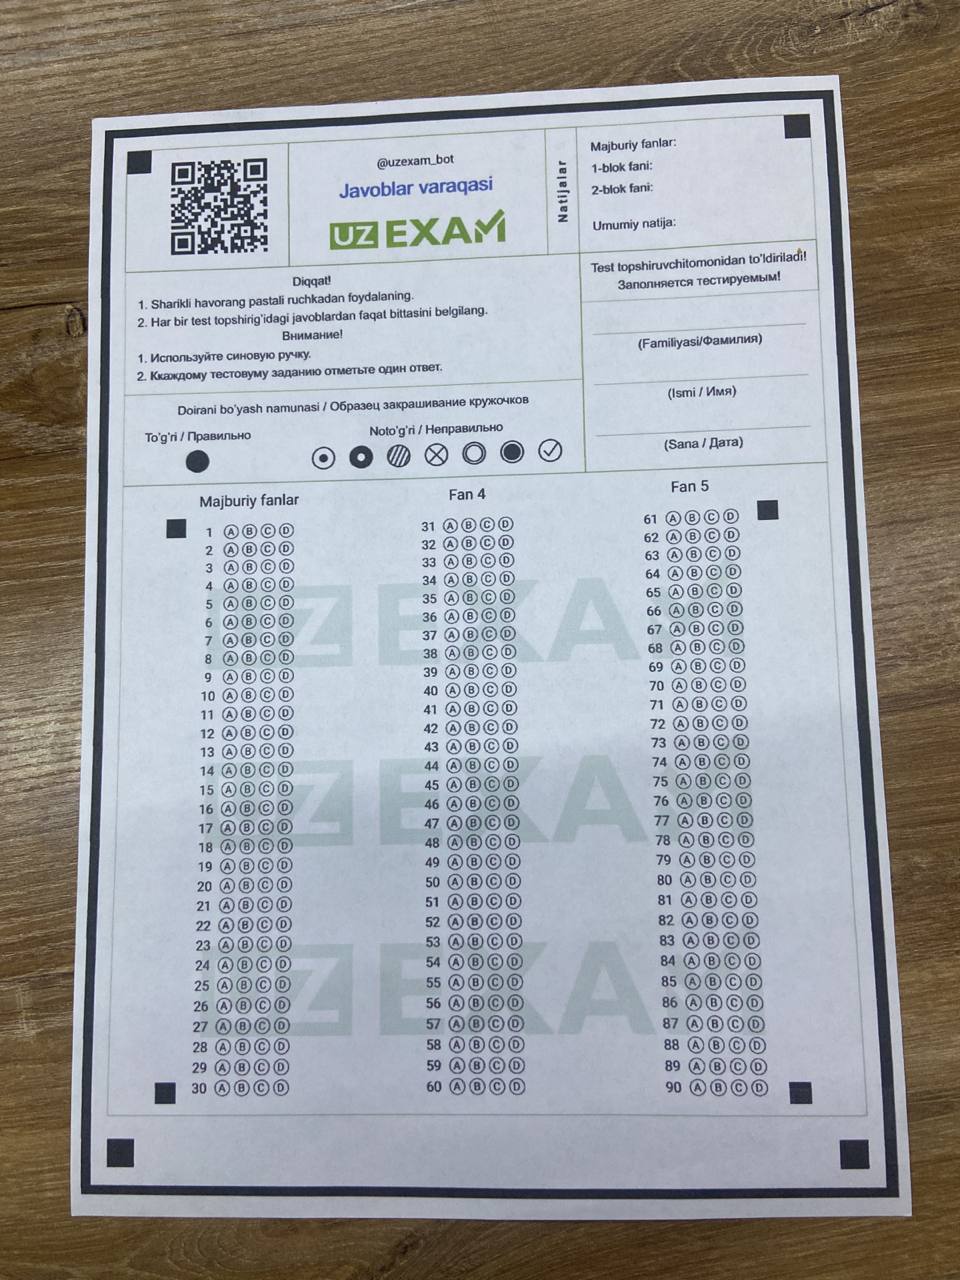 @uzexam_bot
Javoblar varaqasi
UZ EXAM
Natijalar
Majburiy fanlar:
1-blok fani:
2-blok fani:
Umumiy natija:
Diqqat!
1. Sharikli havorang pastali ruchkadan foydalaning.
2. Har bir test topshirig'idagi javoblardan faqat bittasini belgilang.
Внимание!
1. Используйте синовую ручку.
2. Ккаждому тестовуму заданию отметьте один ответ.
Test topshiruvchitomonidan to'ldiriladi!
Заполняется тестируемым!
(Familiyasi/Фамилия)
(Ismi / Имя)
(Sana / Дата)
Doirani bo'yash namunasi / Образец закрашивание кружочков
To'g'ri / Правильно
Noto'g'ri / Неправильно
Majburiy fanlar
1 A B C D
2 A B C D
3 A B C D
4 A B C D
5 A B C D
6 A B C D
7 A B C D
8 A B C D
9 A B C D
10 A B C D
11 A B C D
12 A B C D
13 A B C D
14 A B C D
15 A B C D
16 A B C D
17 A B C D
18 A B C D
19 A B C D
20 A B C D
21 A B C D
22 A B C D
23 A B C D
24 A B C D
25 A B C D
26 A B C D
27 A B C D
28 A B C D
29 A B C D
30 A B C D
Fan 4
31 A B C D
32 A B C D
33 A B C D
34 A B C D
35 A B C D
36 A B C D
37 A B C D
38 A B C D
39 A B C D
40 A B C D
41 A B C D
42 A B C D
43 A B C D
44 A B C D
45 A B C D
46 A B C D
47 A B C D
48 A B C D
49 A B C D
50 A B C D
51 A B C D
52 A B C D
53 A B C D
54 A B C D
55 A B C D
56 A B C D
57 A B C D
58 A B C D
59 A B C D
60 A B C D
Fan 5
61 A B C D
62 A B C D
63 A B C D
64 A B C D
65 A B C D
66 A B C D
67 A B C D
68 A B C D
69 A B C D
70 A B C D
71 A B C D
72 A B C D
73 A B C D
74 A B C D
75 A B C D
76 A B C D
77 A B C D
78 A B C D
79 A B C D
80 A B C D
81 A B C D
82 A B C D
83 A B C D
84 A B C D
85 A B C D
86 A B C D
87 A B C D
88 A B C D
89 A B C D
90 A B C D
UZ EXA
UZ EXA
UZ EXA